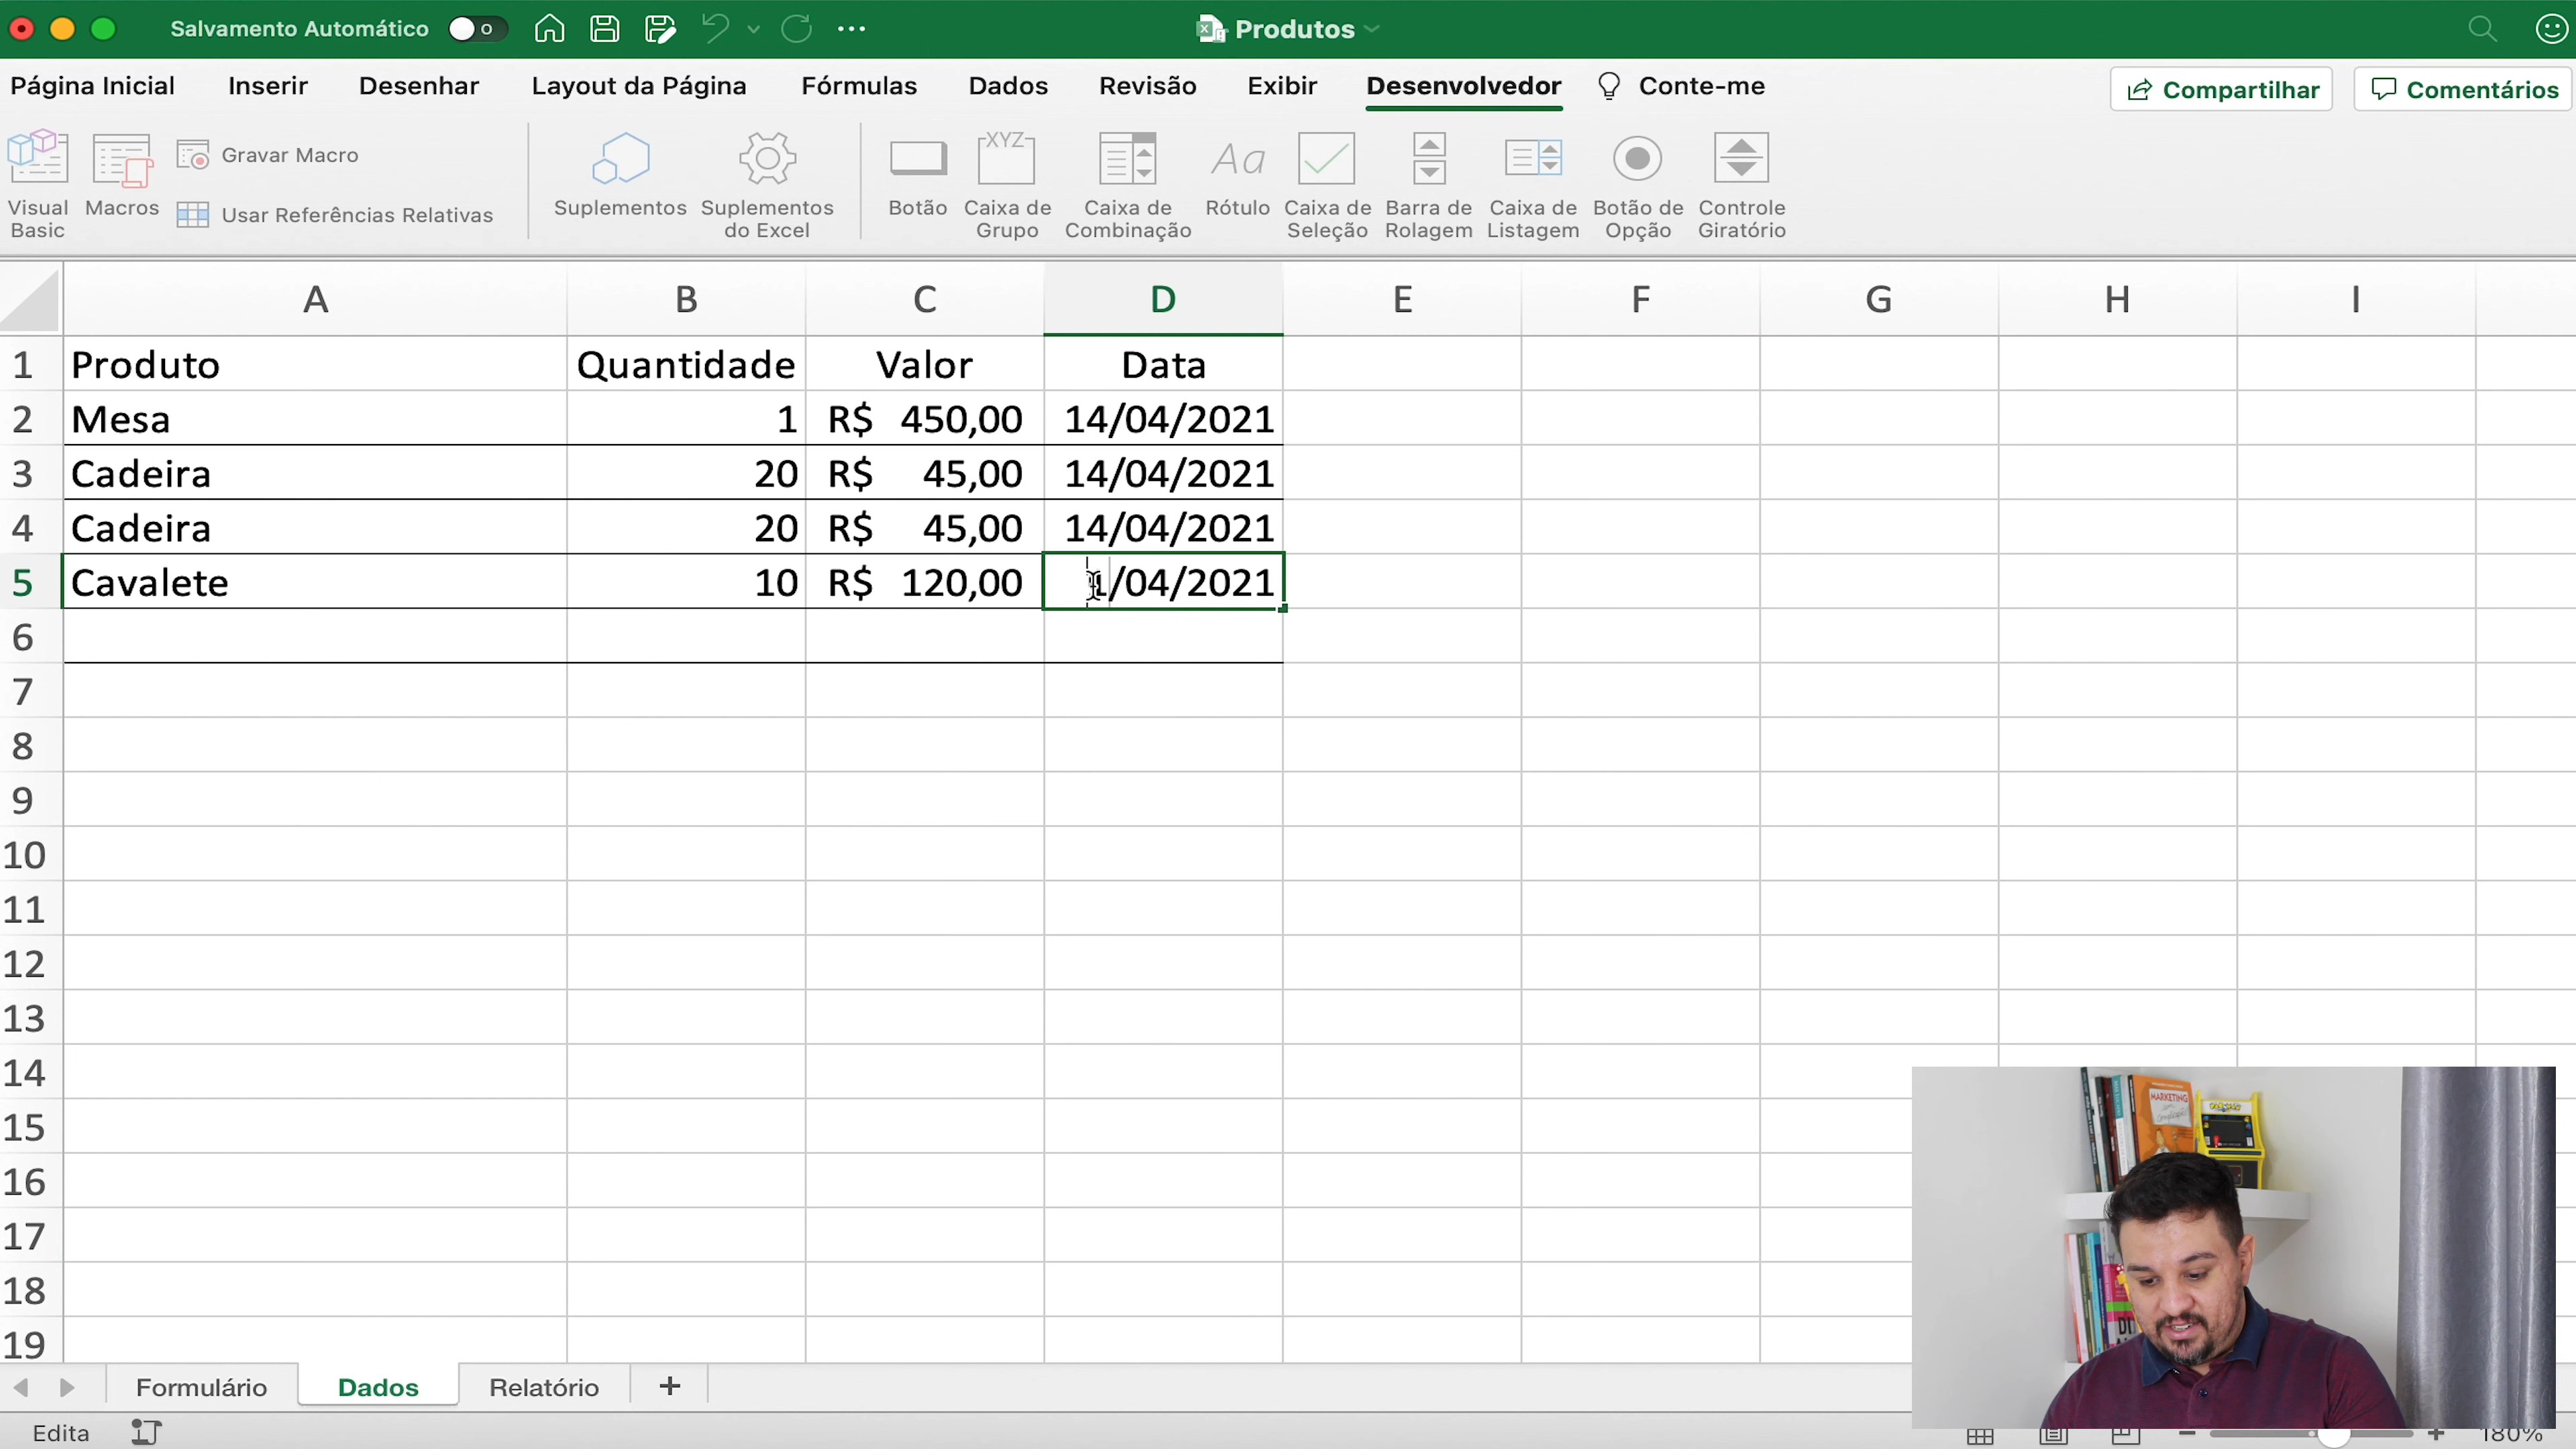 Salvamento Automático
Produtos
Página Inicial Inserir Desenhar Layout da Página Fórmulas Dados Revisão Exibir Desenvolvedor Conte-me Compartilhar Comentários
Visual Basic
Macros
Gravar Macro
Usar Referências Relativas
Suplementos
Suplementos do Excel
Botão
XYZ
Caixa de Grupo
Caixa de Combinação
Aa
Rótulo
Caixa de Seleção
Barra de Rolagem
Caixa de Listagem
Botão de Opção
Controle Giratório
A B C D E F G H I
1 Produto Quantidade Valor Data
2 Mesa 1 R$ 450,00 14/04/2021
3 Cadeira 20 R$ 45,00 14/04/2021
4 Cadeira 20 R$ 45,00 14/04/2021
5 Cavalete 10 R$ 120,00 1/04/2021
6
7
8
9
10
11
12
13
14
15
16
17
18
19
MARKETING
Formulário Dados Relatório +
Edita
180%